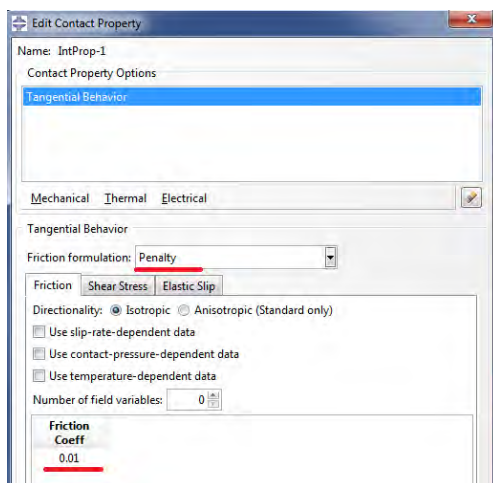 Edit Contact Property
Name: IntProp-1
Contact Property Options
Tangential Behavior
Mechanical Thermal Electrical
Tangential Behavior
Friction formulation: Penalty
Friction Shear Stress Elastic Slip
Directionality: Isotropic Anisotropic (Standard only)
Use slip-rate-dependent data
Use contact-pressure-dependent data
Use temperature-dependent data
Number of field variables: 0
Friction
Coeff
0.01